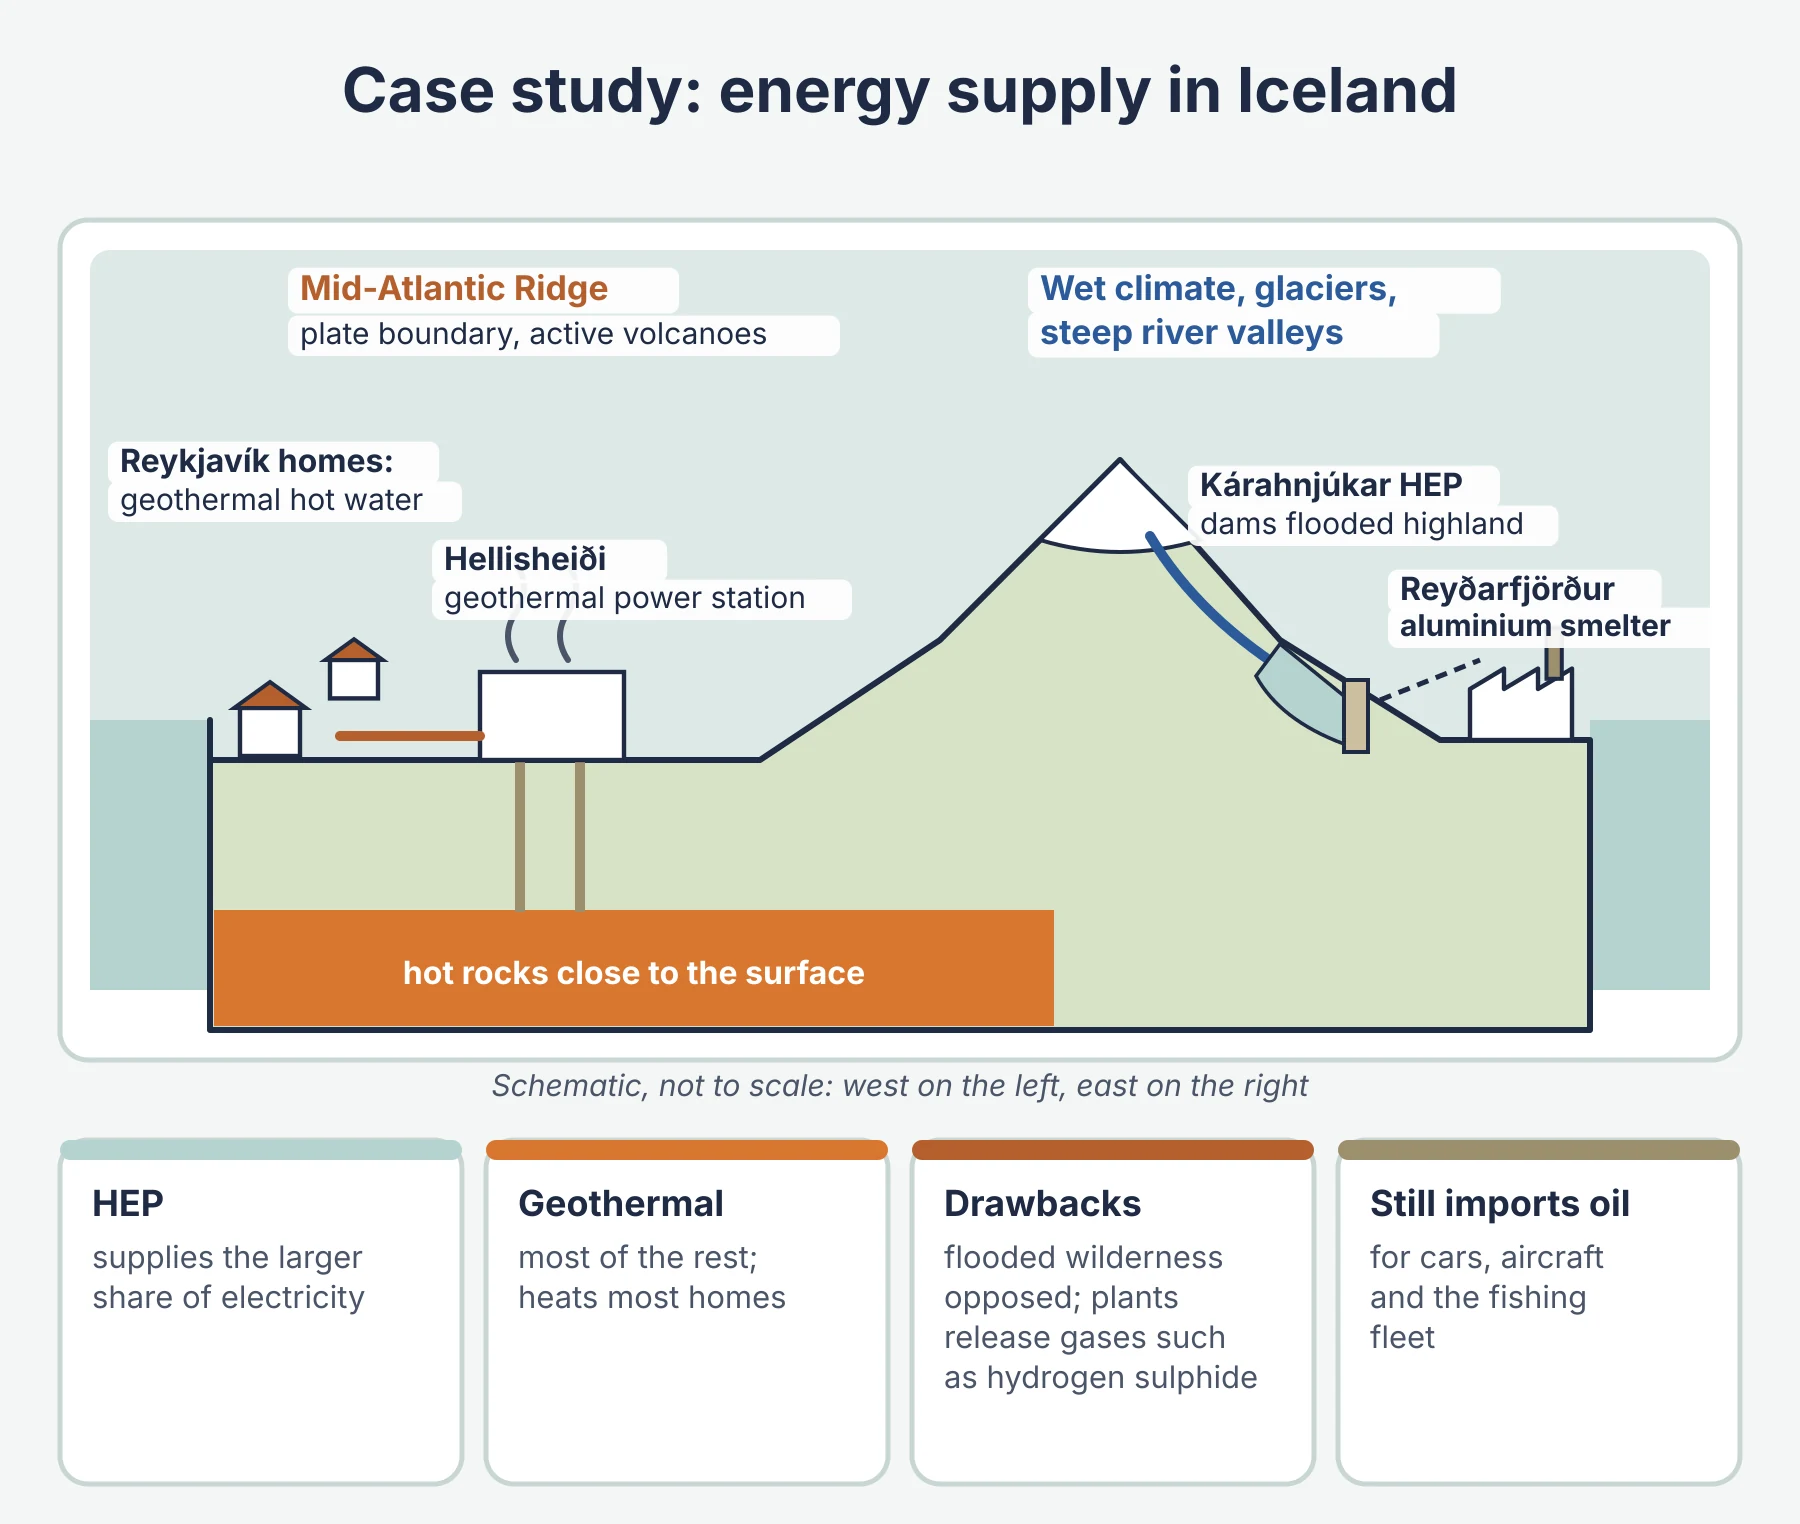 Case study: energy supply in Iceland
Mid-Atlantic Ridge
plate boundary, active volcanoes
Wet climate, glaciers,
steep river valleys
Reykjavík homes:
geothermal hot water
Hellisheiði
geothermal power station
Kárahnjúkar HEP
dams flooded highland
Reyðarfjörður
aluminium smelter
hot rocks close to the surface
Schematic, not to scale: west on the left, east on the right
HEP
supplies the larger
share of electricity
Geothermal
most of the rest;
heats most homes
Drawbacks
flooded wilderness
opposed; plants
release gases such
as hydrogen sulphide
Still imports oil
for cars, aircraft
and the fishing
fleet